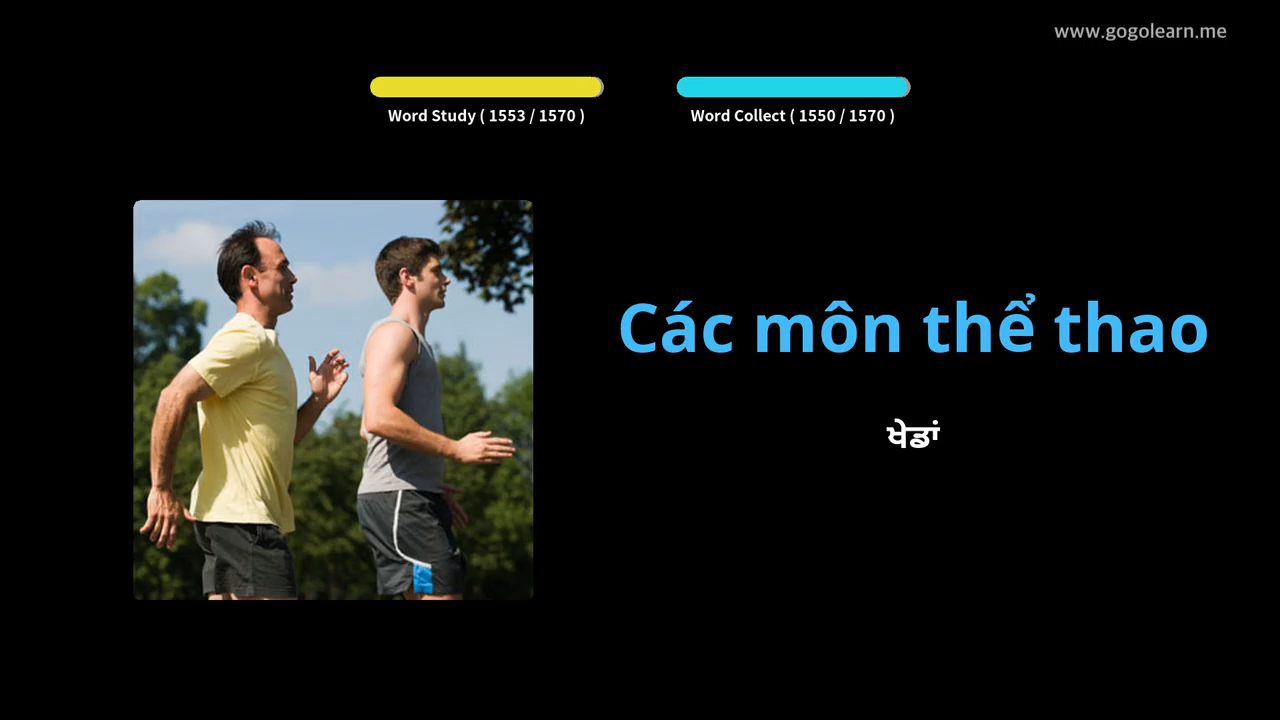 www.gogolearn.me
Word Study ( 1553 / 1570 )
Word Collect ( 1550 / 1570 )
Các môn thể thao
ਖੇਡਾਂ